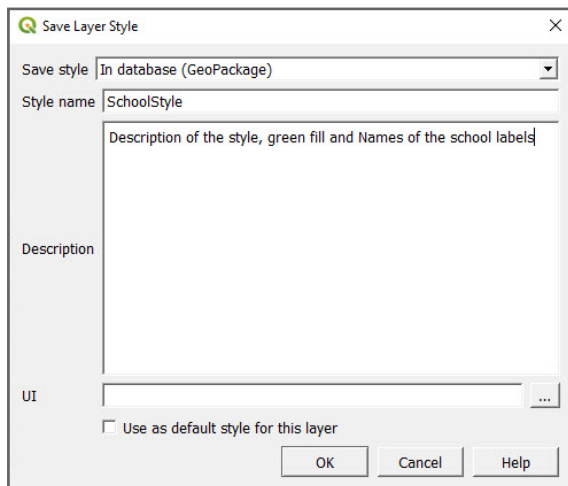 Save Layer Style
Save style In database (GeoPackage)
Style name SchoolStyle
Description of the style, green fill and Names of the school labels
Description
UI ...
Use as default style for this layer
OK Cancel Help